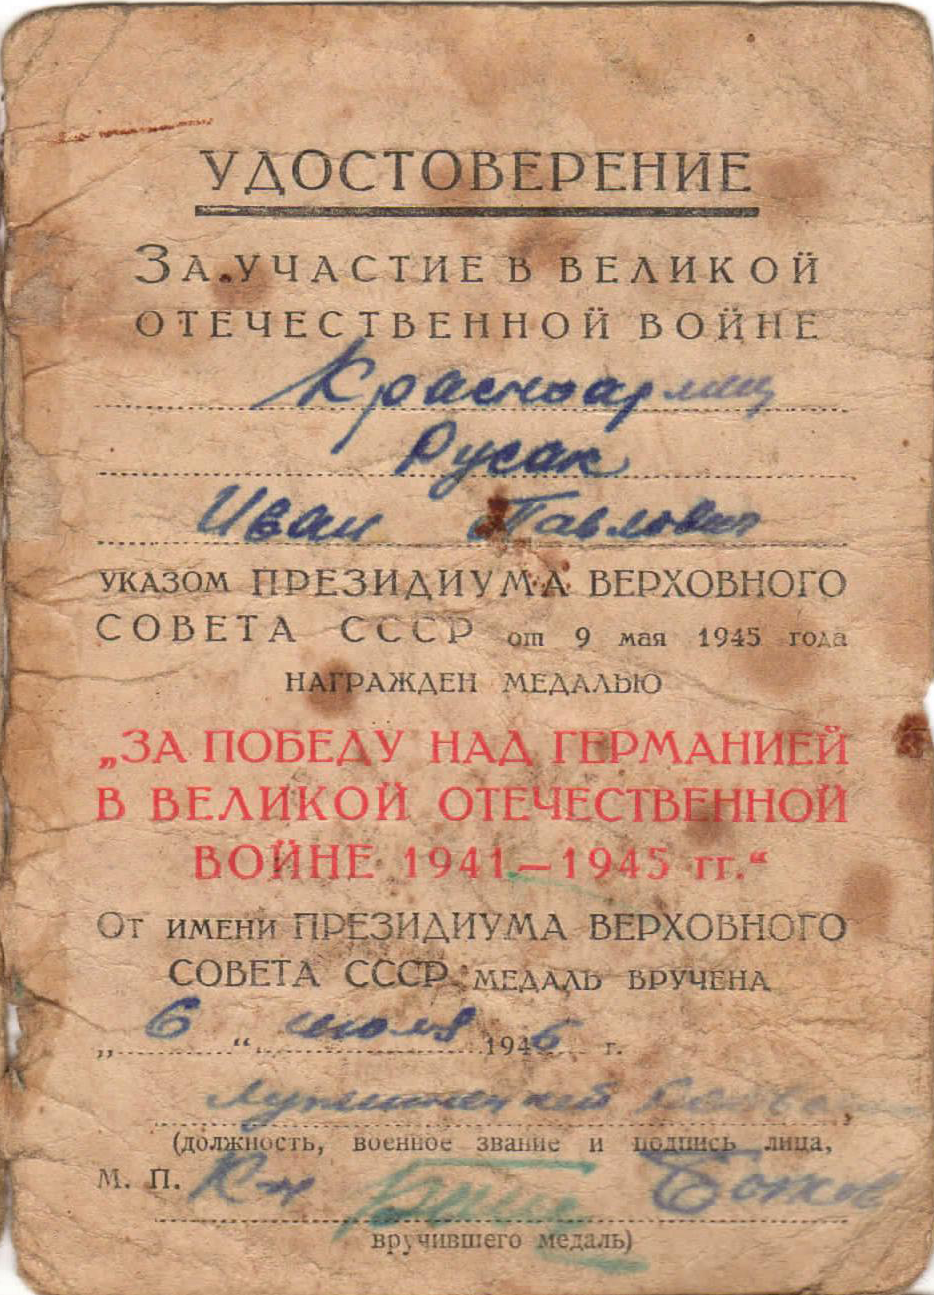 УДОСТОВЕРЕНИЕ
ЗА УЧАСТИЕ В ВЕЛИКОЙ
ОТЕЧЕСТВЕННОЙ ВОЙНЕ
Красноармеец
Русак
Иван Павлович
УКАЗОМ ПРЕЗИДИУМА ВЕРХОВНОГО
СОВЕТА СССР от 9 мая 1945 года
НАГРАЖДЕН МЕДАЛЬЮ
„ЗА ПОБЕДУ НАД ГЕРМАНИЕЙ
В ВЕЛИКОЙ ОТЕЧЕСТВЕННОЙ
ВОЙНЕ 1941—1945 гг.“
ОТ ИМЕНИ ПРЕЗИДИУМА ВЕРХОВНОГО
СОВЕТА СССР МЕДАЛЬ ВРУЧЕНА
„6“ июля 1946 г.
(должность, военное звание и подпись лица,
М. П. К-н
вручившего медаль)